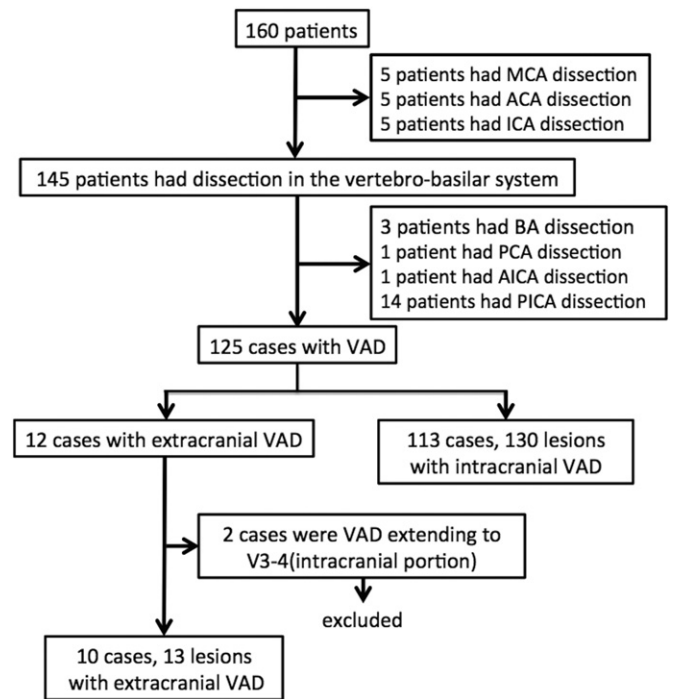 160 patients
5 patients had MCA dissection
5 patients had ACA dissection
5 patients had ICA dissection
145 patients had dissection in the vertebro-basilar system
3 patients had BA dissection
1 patient had PCA dissection
1 patient had AICA dissection
14 patients had PICA dissection
125 cases with VAD
12 cases with extracranial VAD
113 cases, 130 lesions
with intracranial VAD
2 cases were VAD extending to
V3-4(intracranial portion)
excluded
10 cases, 13 lesions
with extracranial VAD